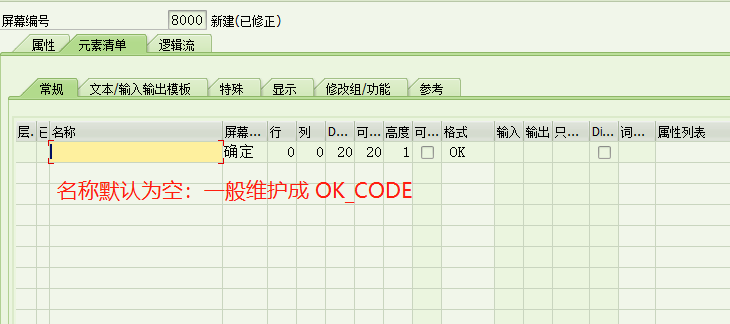 屏幕编号 8000 新建(已修正)
属性 元素清单 逻辑流
常规 文本/输入输出模板 特殊 显示 修改组/功能 参考
层. 已 名称 屏幕... 行 列 D... 可... 高度 可... 格式 输入 输出 只... Di... 词... 属性列表
确定 0 0 20 20 1 OK
名称默认为空：一般维护成 OK_CODE